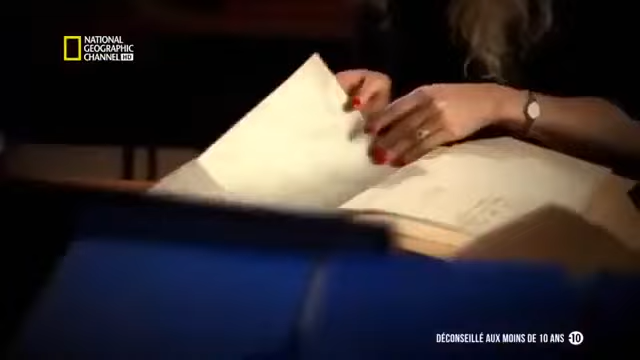 NATIONAL
GEOGRAPHIC
CHANNEL HD
DÉCONSEILLÉ AUX MOINS DE 10 ANS -10